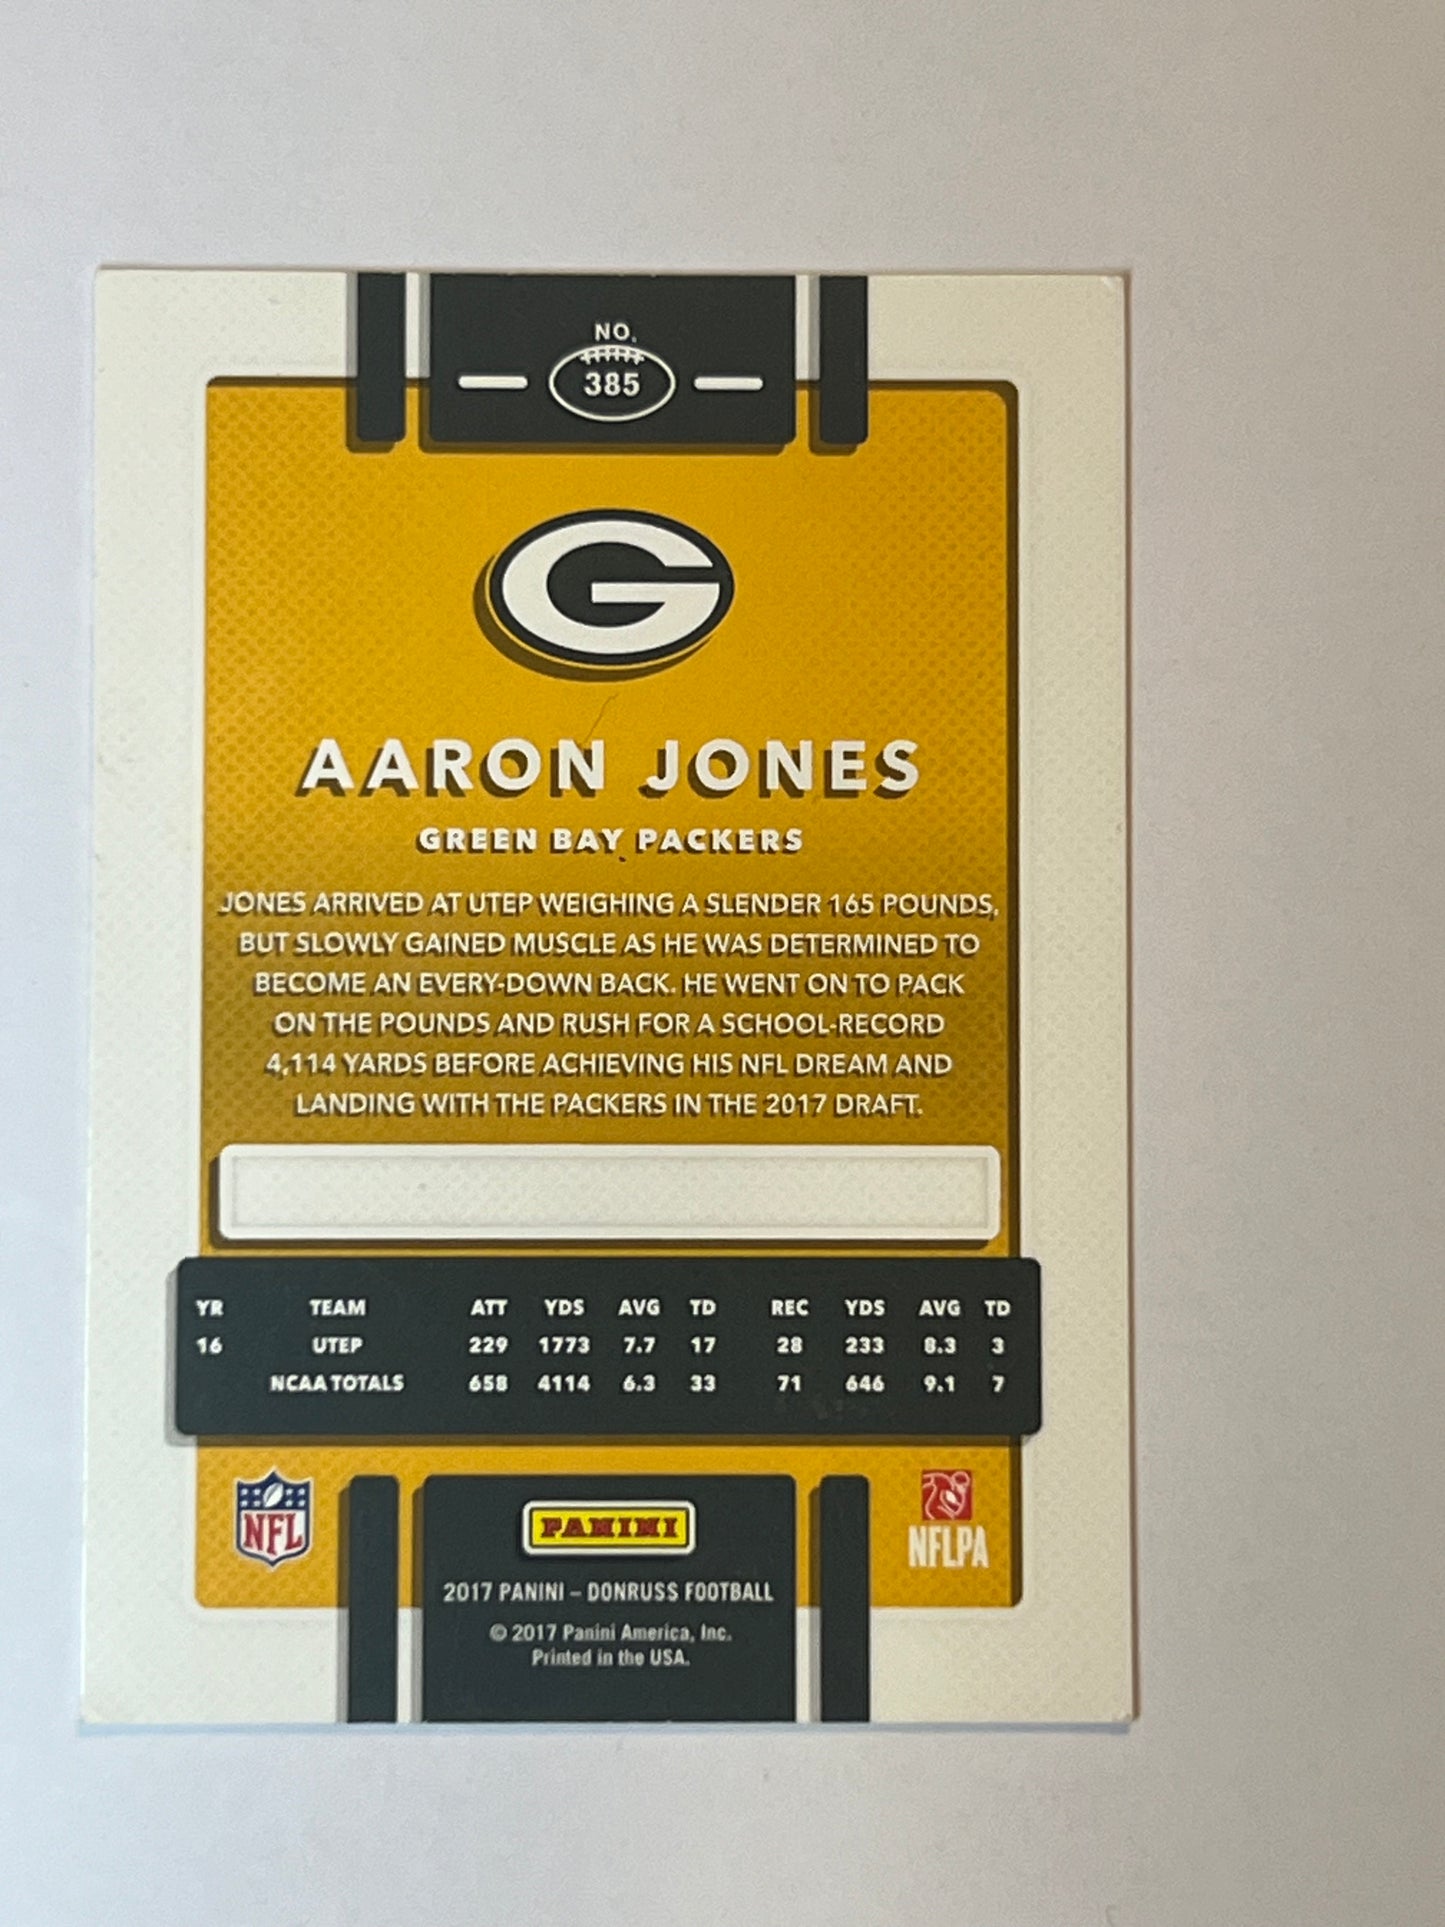 NO.
385
G
AARON JONES
GREEN BAY PACKERS
JONES ARRIVED AT UTEP WEIGHING A SLENDER 165 POUNDS,
BUT SLOWLY GAINED MUSCLE AS HE WAS DETERMINED TO
BECOME AN EVERY-DOWN BACK. HE WENT ON TO PACK
ON THE POUNDS AND RUSH FOR A SCHOOL-RECORD
4,114 YARDS BEFORE ACHIEVING HIS NFL DREAM AND
LANDING WITH THE PACKERS IN THE 2017 DRAFT.
YR TEAM ATT YDS AVG TD REC YDS AVG TD
16 UTEP 229 1773 7.7 17 28 233 8.3 3
NCAA TOTALS 658 4114 6.3 33 71 646 9.1 7
NFL
PANINI
NFLPA
2017 PANINI – DONRUSS FOOTBALL
© 2017 Panini America, Inc.
Printed in the USA.